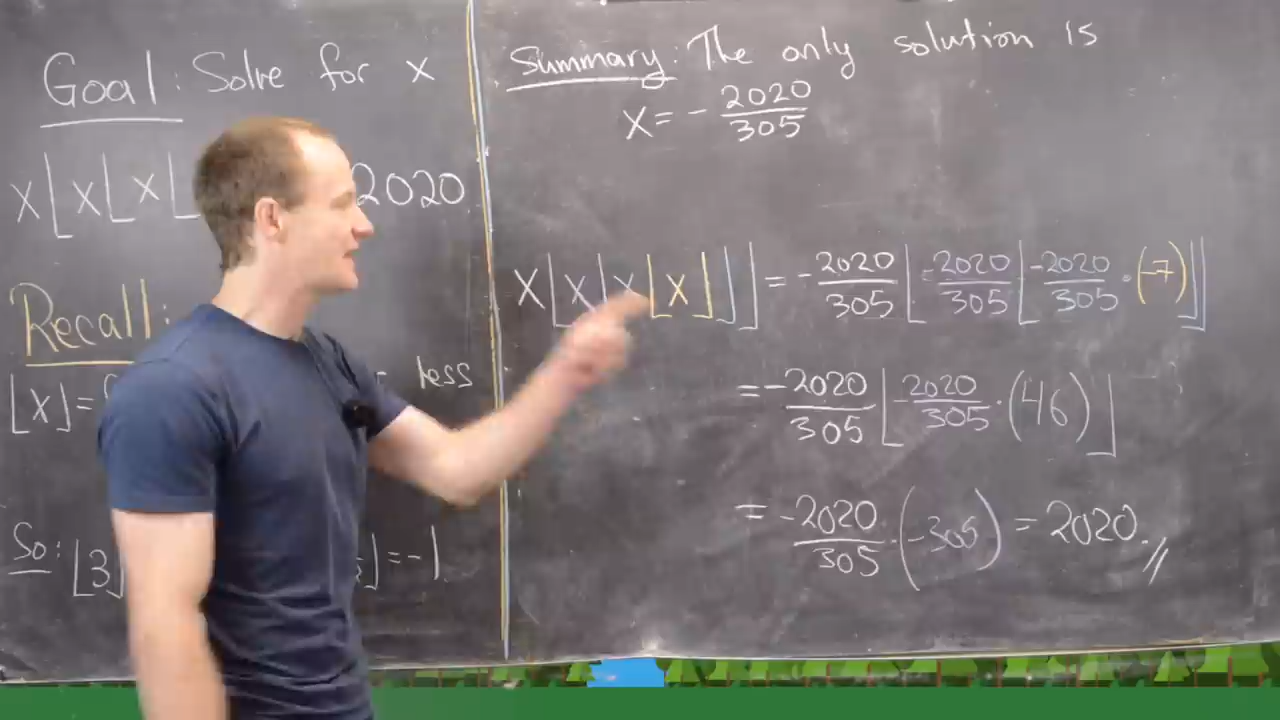 Goal: Solve for x
x⌊x⌊x⌊ 2020
Recall:
⌊x⌋= less
So: ⌊3⌋ ⌋=-1.
Summary: The only solution is
x = - 2020/305
x⌊x⌊x⌊x⌋⌋⌋ = - 2020/305 ⌊-2020/305 ⌊-2020/305 · (-7)⌋⌋
= -2020/305 ⌊-2020/305 · (46)⌋
= -2020/305 · (-305) = 2020. //